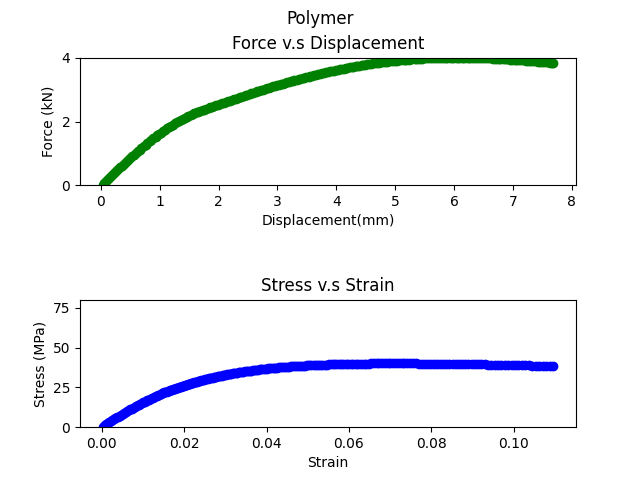 Polymer
Force v.s Displacement
4
2
0
Force (kN)
0 1 2 3 4 5 6 7 8
Displacement(mm)
Stress v.s Strain
75
50
25
0
Stress (MPa)
0.00 0.02 0.04 0.06 0.08 0.10
Strain